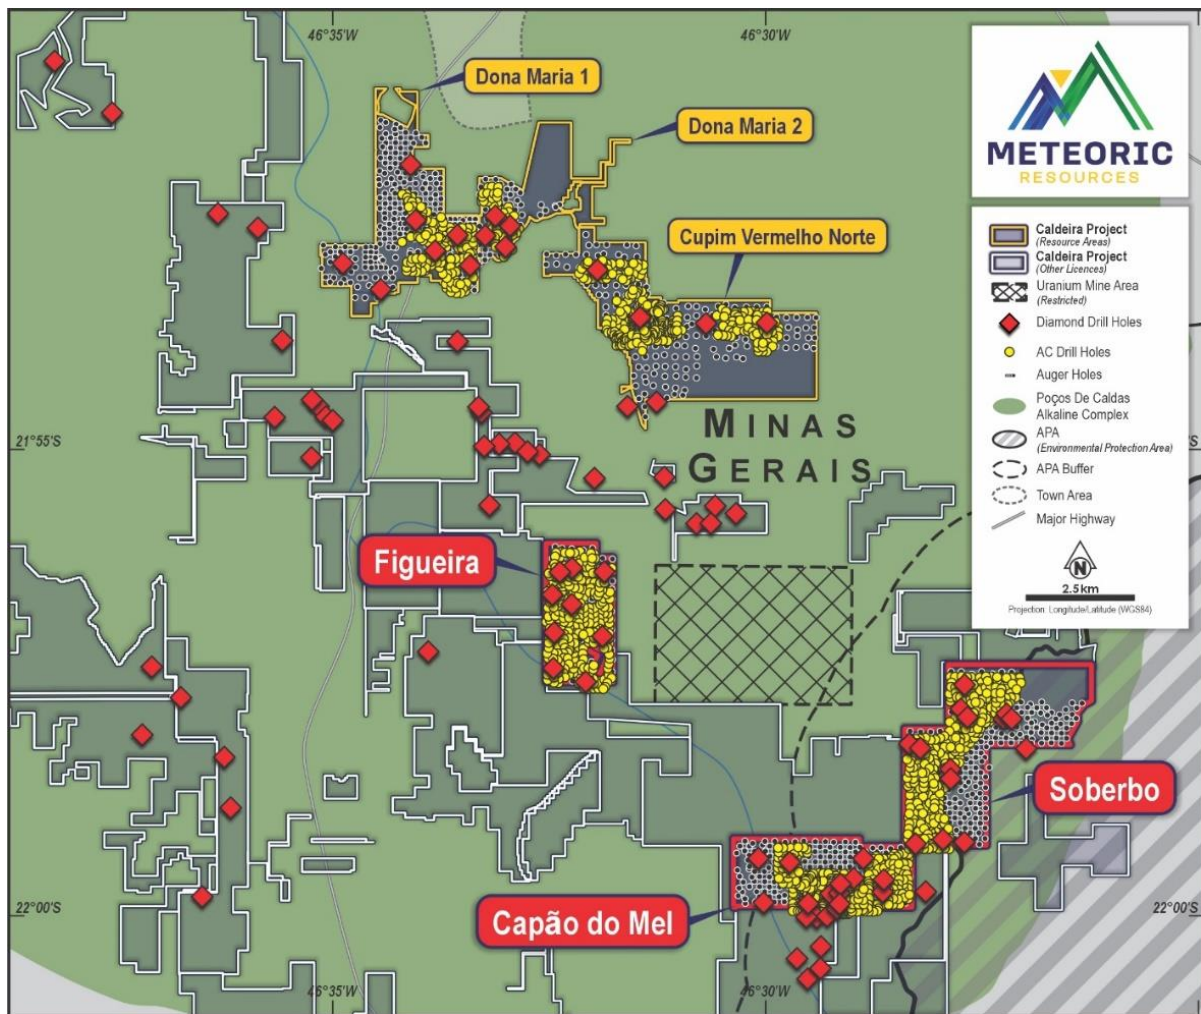 46°35'W
46°30'W
Dona Maria 1
Dona Maria 2
Cupim Vermelho Norte
METEORIC
RESOURCES
Caldeira Project
(Resource Areas)
Caldeira Project
(Other Licences)
Uranium Mine Area
(Restricted)
Diamond Drill Holes
AC Drill Holes
Auger Holes
Poços De Caldas
Alkaline Complex
APA
(Environmental Protection Area)
APA Buffer
Town Area
Major Highway
N
2.5km
Projection: Longitude/Latitude (WGS84)
21°55'S
MINAS
GERAIS
Figueira
Soberbo
Capão do Mel
22°00'S
22°00'S
46°35'W
46°30'W